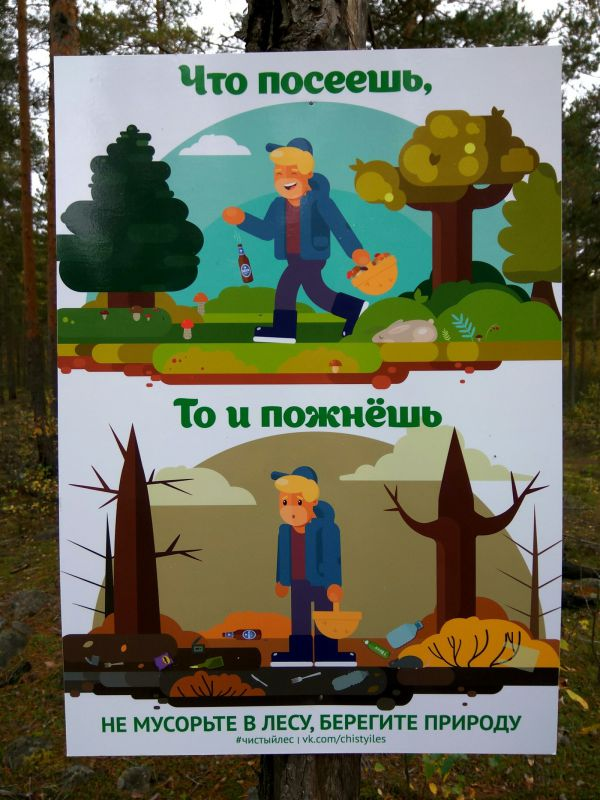 Что посеешь,
То и пожнёшь
НЕ МУСОРЬТЕ В ЛЕСУ, БЕРЕГИТЕ ПРИРОДУ
#чистыйлес | vk.com/chistyiles